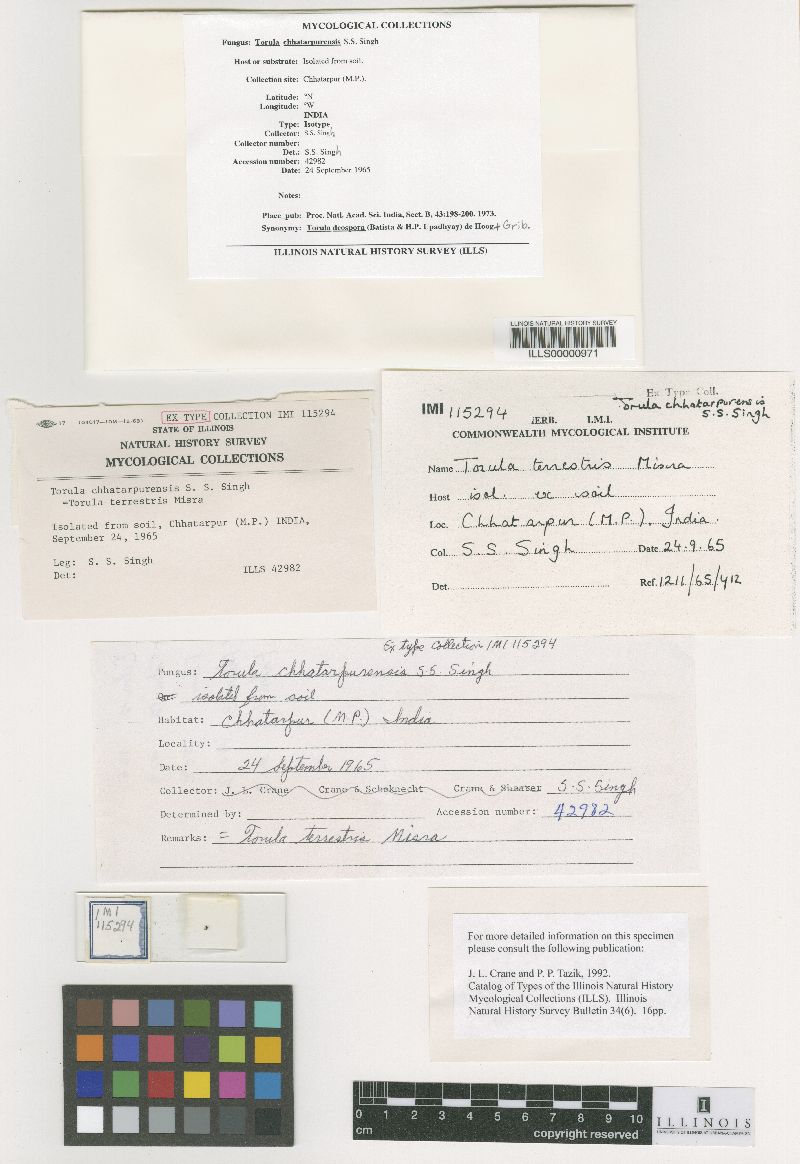 MYCOLOGICAL COLLECTIONS
Fungus: Torula chhatarpurensis S.S. Singh
Host or substrate: Isolated from soil.
Collection site: Chhatarpur (M.P.).
Latitude: °N
Longitude: °W
INDIA
Type: Isotype
Collector: S.S. Singh
Collector number:
Det.: S.S. Singh
Accession number: 42982
Date: 24 September 1965
Notes:
Place_pub: Proc. Natl. Acad. Sci. India, Sect. B, 43:198-200. 1973.
Synonymy: Torula deospora (Batista & H.P. Upadhyay) de Hoog + Grib.
ILLINOIS NATURAL HISTORY SURVEY (ILLS)
ILLINOIS NATURAL HISTORY SURVEY
ILLS00000971
EX TYPE COLLECTION IMI 115294
STATE OF ILLINOIS
NATURAL HISTORY SURVEY
MYCOLOGICAL COLLECTIONS
Torula chhatarpurensis S. S. Singh
=Torula terrestris Misra
Isolated from soil, Chhatarpur (M.P.) INDIA,
September 24, 1965
Leg: S. S. Singh
Det:
ILLS 42982
Ex Type Coll.
Torula chhatarpurensis
S.S. Singh
IMI 115294
HERB. I.M.I.
COMMONWEALTH MYCOLOGICAL INSTITUTE
Name Torula terrestris Misra
Host isol. ex soil
Loc. Chhatarpur (M.P.), India.
Col. S. S. Singh Date 24.9.65
Det. Ref. 1211/65/y12
Ex type collection IMI 115294
Fungus: Torula chhatarpurensis S S Singh
isolated from soil
Habitat: Chhatarpur (M.P.) India
Locality:
Date: 24 September 1965
Collector: J. L. Crane Crane & Schoknecht Crane & Shearer S. S. Singh
Determined by: Accession number: 42982
Remarks: = Torula terrestris Misra
IMI
115294
For more detailed information on this specimen
please consult the following publication:
J. L. Crane and P. P. Tazik, 1992.
Catalog of Types of the Illinois Natural History
Mycological Collections (ILLS). Illinois
Natural History Survey Bulletin 34(6). 16pp.
0 1 2 3 4 5 6 7 8 9 10
cm
copyright reserved
I
ILLINOIS
UNIVERSITY OF ILLINOIS AT URBANA-CHAMPAIGN